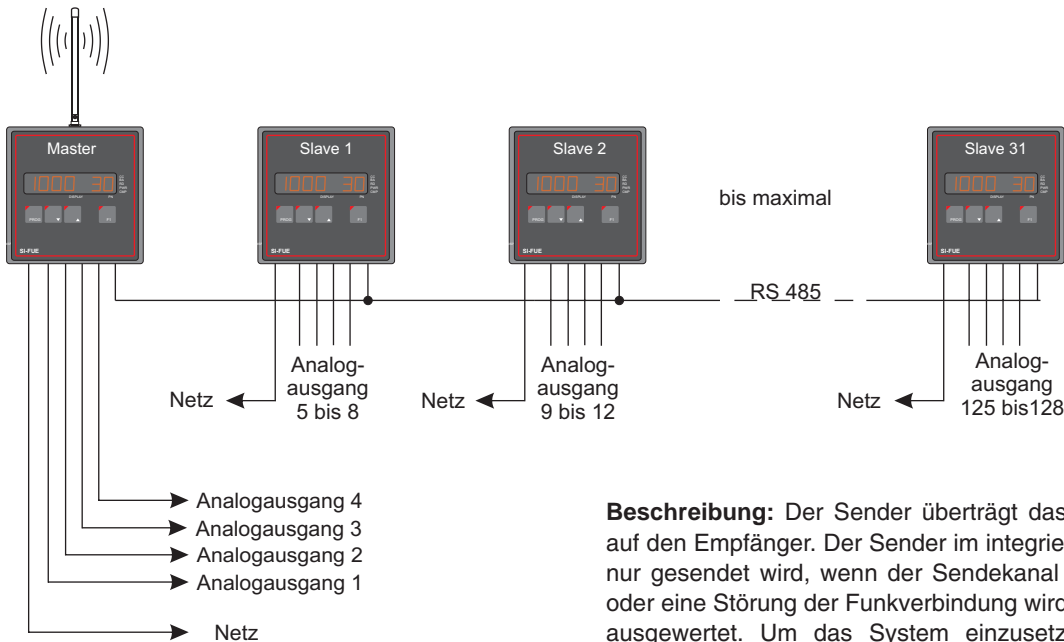 Master
Slave 1
Slave 2
Slave 31
1000 30
1000 30
1000 30
1000 30
DISPLAY
DISPLAY
DISPLAY
DISPLAY
PROG
F1
PROG
F1
PROG
F1
PROG
F1
SI-FUE
SI-FUE
SI-FUE
SI-FUE
bis maximal
RS 485
Analog-
ausgang
5 bis 8
Analog-
ausgang
9 bis 12
Analog-
ausgang
125 bis128
Netz
Netz
Netz
Analogausgang 4
Analogausgang 3
Analogausgang 2
Analogausgang 1
Netz
Beschreibung: Der Sender überträgt das
auf den Empfänger. Der Sender im integrie
nur gesendet wird, wenn der Sendekanal
oder eine Störung der Funkverbindung wird
ausgewertet. Um das System einzusetz